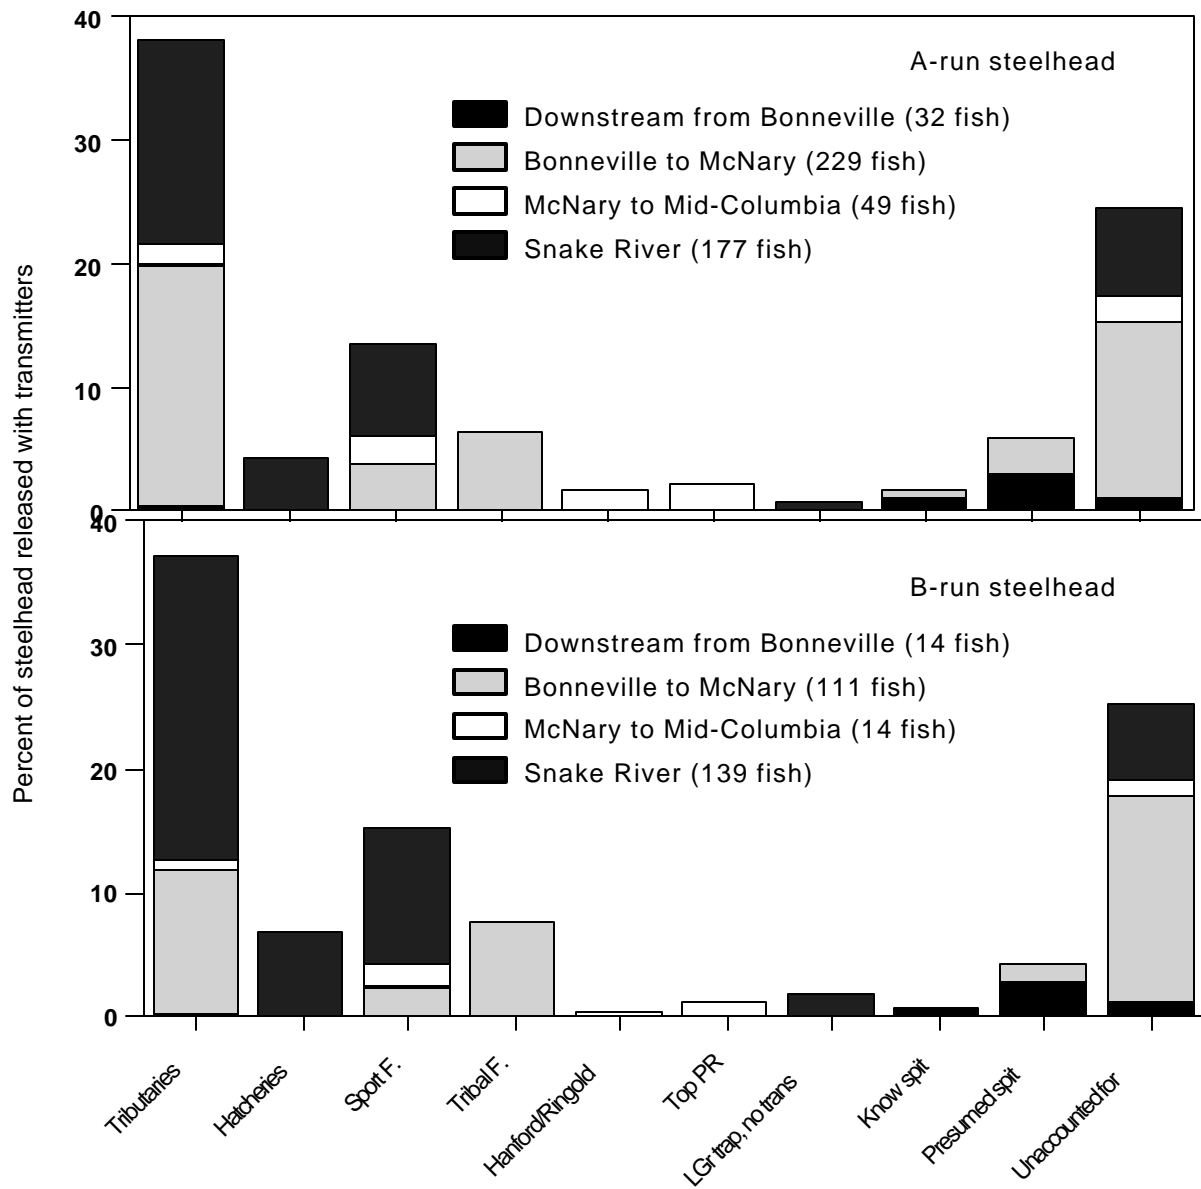 Percent of steelhead released with transmitters
40
30
20
10
0
A-run steelhead
Downstream from Bonneville (32 fish)
Bonneville to McNary (229 fish)
McNary to Mid-Columbia (49 fish)
Snake River (177 fish)
40
30
20
10
0
B-run steelhead
Downstream from Bonneville (14 fish)
Bonneville to McNary (111 fish)
McNary to Mid-Columbia (14 fish)
Snake River (139 fish)
Tributaries
Hatcheries
Sport F.
Tribal F.
Hanford/Ringold
Top PR
LGr trap, no trans
Know spit
Presumed spit
Unaccounted for